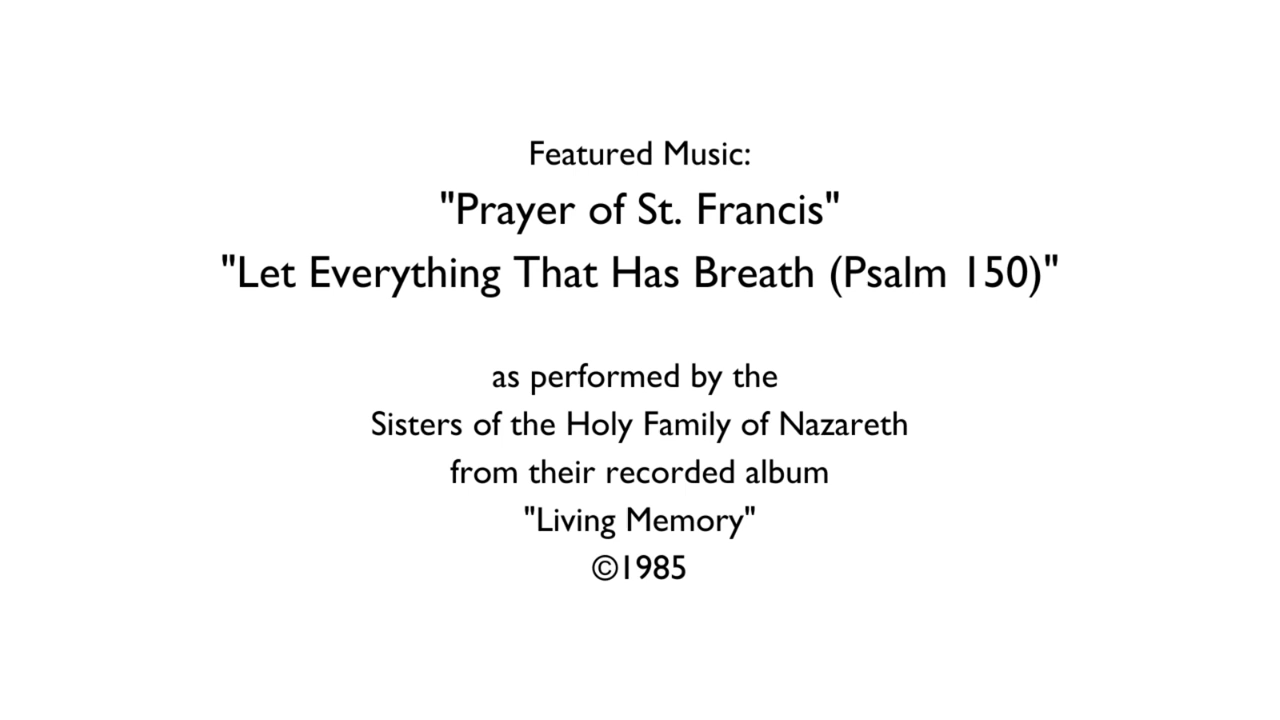 Featured Music:
"Prayer of St. Francis"
"Let Everything That Has Breath (Psalm 150)"
as performed by the
Sisters of the Holy Family of Nazareth
from their recorded album
"Living Memory"
©1985